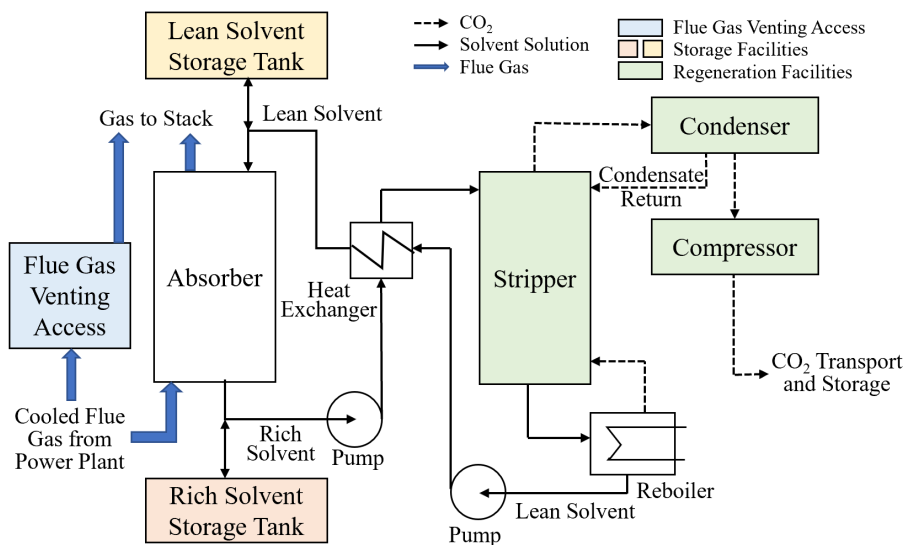 Lean Solvent
Storage Tank
CO₂
Solvent Solution
Flue Gas
Flue Gas Venting Access
Storage Facilities
Regeneration Facilities
Gas to Stack
Lean Solvent
Condenser
Condensate
Return
Flue Gas
Venting
Access
Absorber
Heat
Exchanger
Stripper
Compressor
CO₂ Transport
and Storage
Cooled Flue
Gas from
Power Plant
Rich
Solvent
Pump
Rich Solvent
Storage Tank
Reboiler
Lean Solvent
Pump